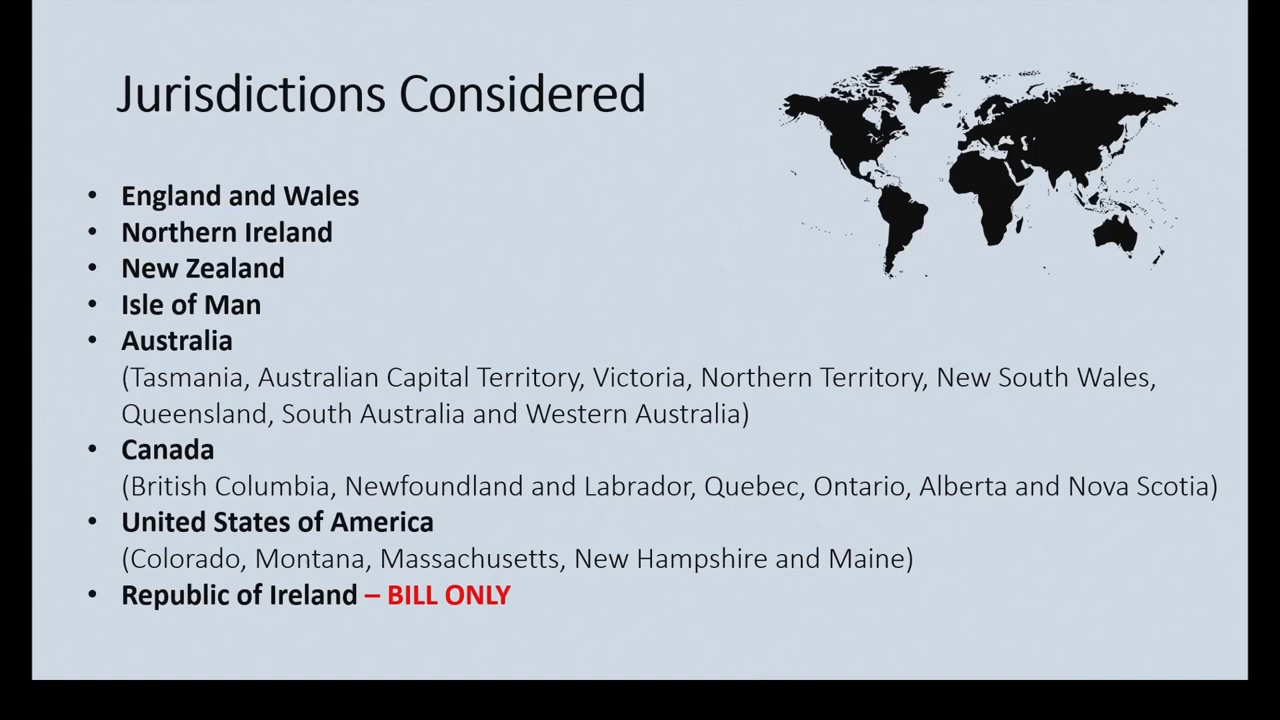 Jurisdictions Considered
• England and Wales
• Northern Ireland
• New Zealand
• Isle of Man
• Australia
(Tasmania, Australian Capital Territory, Victoria, Northern Territory, New South Wales,
Queensland, South Australia and Western Australia)
• Canada
(British Columbia, Newfoundland and Labrador, Quebec, Ontario, Alberta and Nova Scotia)
• United States of America
(Colorado, Montana, Massachusetts, New Hampshire and Maine)
• Republic of Ireland – BILL ONLY